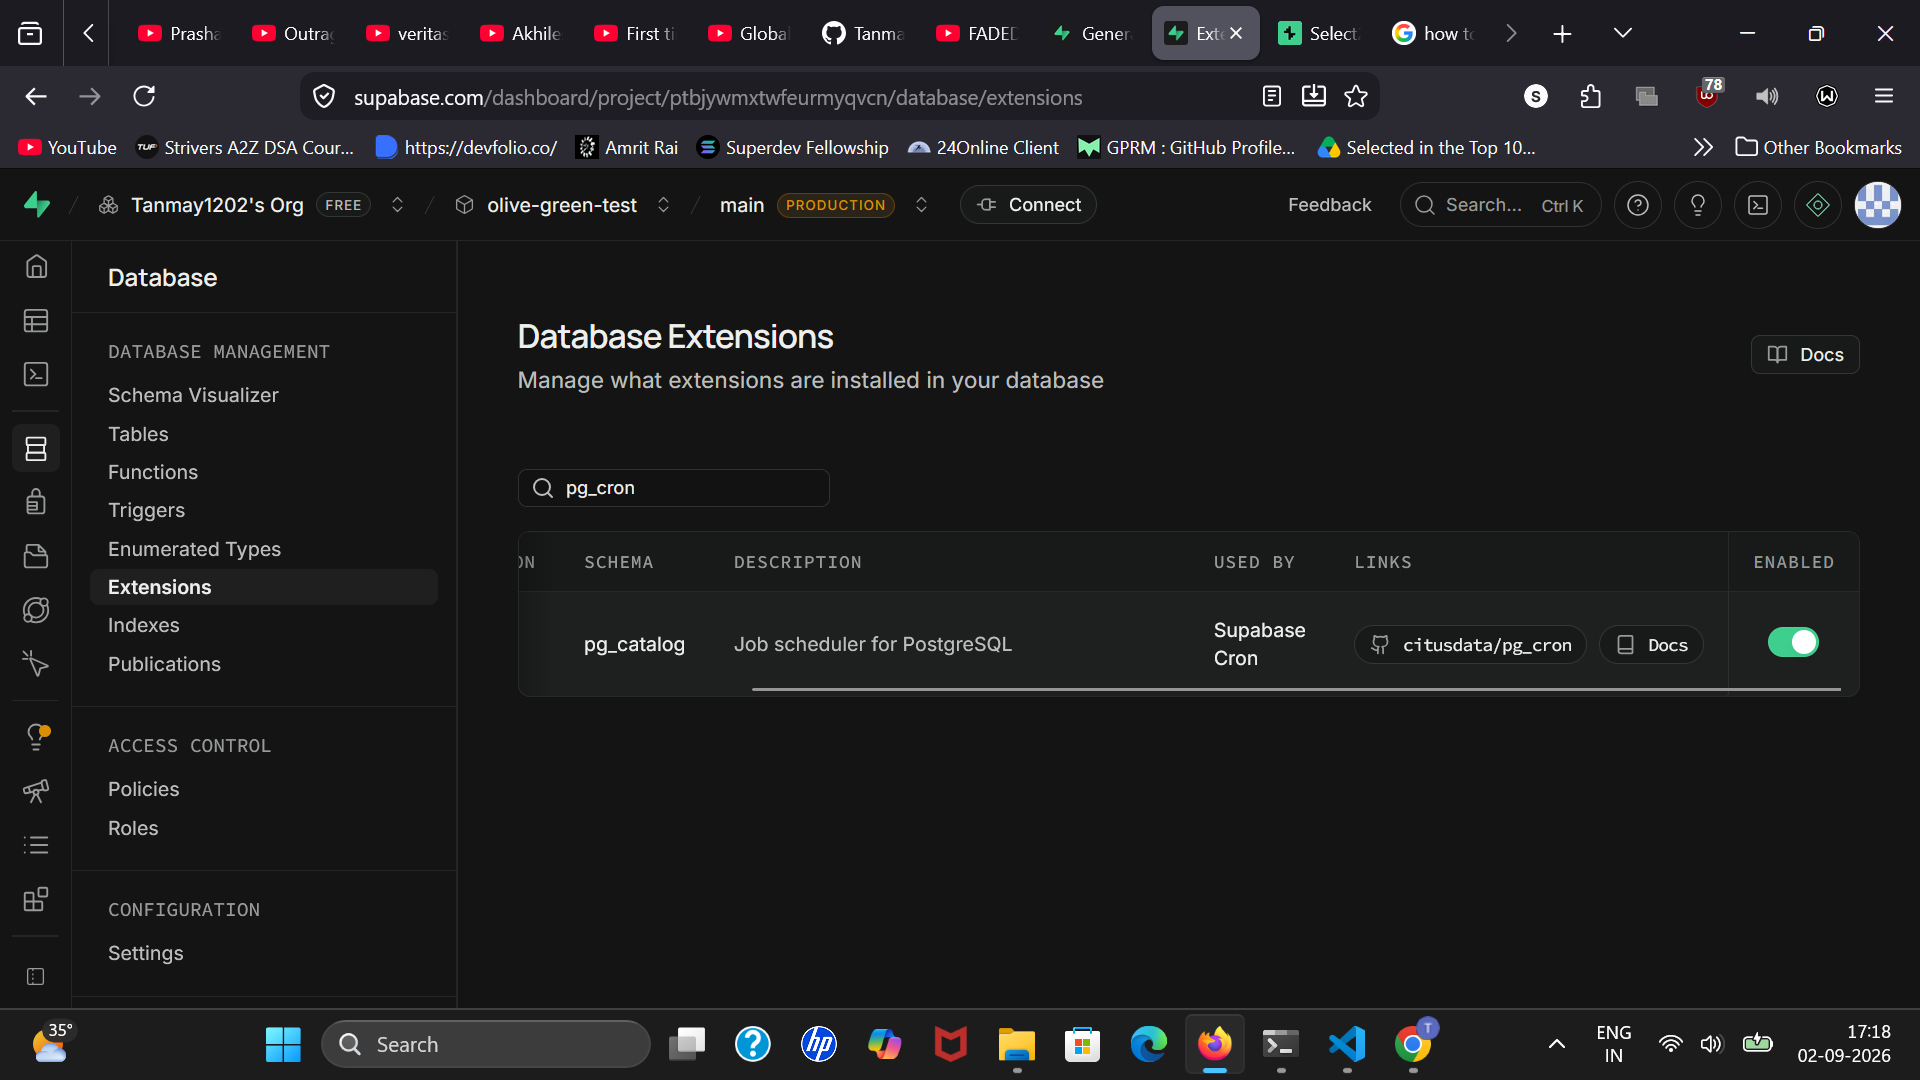 Prasha
Outra
veritas
Akhile
First ti
Global
Tanma
FADED
Gener
Exte
Select
how to
supabase.com/dashboard/project/ptbjywmxtwfeurmyqvcn/database/extensions
S
78
YouTube
TUF
Strivers A2Z DSA Cour...
https://devfolio.co/
Amrit Rai
Superdev Fellowship
24Online Client
GPRM : GitHub Profile...
Selected in the Top 10...
Other Bookmarks
Tanmay1202's Org
FREE
olive-green-test
main
PRODUCTION
Connect
Feedback
Search...
Ctrl K
Database
DATABASE MANAGEMENT
Schema Visualizer
Tables
Functions
Triggers
Enumerated Types
Extensions
Indexes
Publications
ACCESS CONTROL
Policies
Roles
CONFIGURATION
Settings
Database Extensions
Manage what extensions are installed in your database
Docs
pg_cron
ON
SCHEMA
DESCRIPTION
USED BY
LINKS
ENABLED
pg_catalog
Job scheduler for PostgreSQL
Supabase
Cron
citusdata/pg_cron
Docs
35°
Search
hp
T
ENG
IN
17:18
02-09-2026